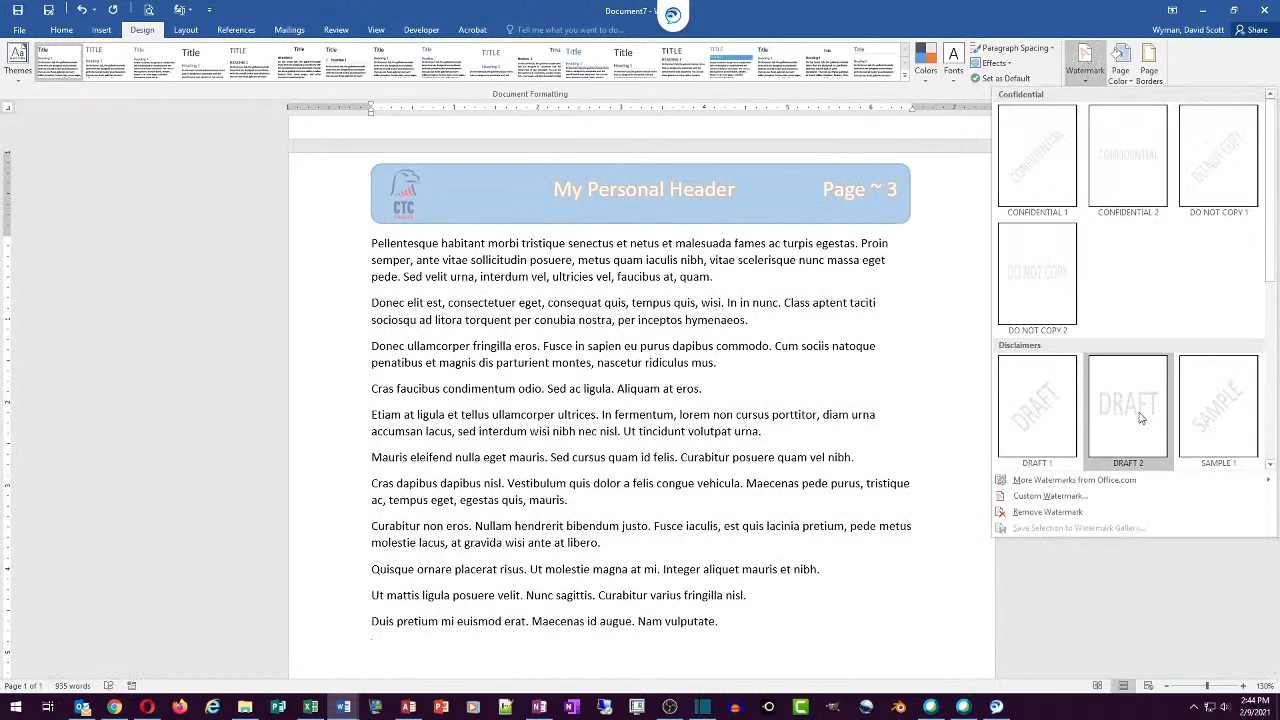 Document7 - Wo
Wyman, David Scott
File Home Insert Design Layout References Mailings Review View Developer Acrobat Tell me what you want to do... Share
Themes
Document Formatting
Colors
Fonts
Paragraph Spacing
Effects
Set as Default
Watermark
Page Color
Page Borders
Confidential
CONFIDENTIAL
CONFIDENTIAL
DO NOT COPY
CONFIDENTIAL 1 CONFIDENTIAL 2 DO NOT COPY 1
DO NOT COPY
DO NOT COPY 2
Disclaimers
DRAFT
DRAFT
SAMPLE
DRAFT 1 DRAFT 2 SAMPLE 1
More Watermarks from Office.com
Custom Watermark...
Remove Watermark
Save Selection to Watermark Gallery...
CTC
My Personal Header Page ~ 3
Pellentesque habitant morbi tristique senectus et netus et malesuada fames ac turpis egestas. Proin
semper, ante vitae sollicitudin posuere, metus quam iaculis nibh, vitae scelerisque nunc massa eget
pede. Sed velit urna, interdum vel, ultricies vel, faucibus at, quam.
Donec elit est, consectetuer eget, consequat quis, tempus quis, wisi. In in nunc. Class aptent taciti
sociosqu ad litora torquent per conubia nostra, per inceptos hymenaeos.
Donec ullamcorper fringilla eros. Fusce in sapien eu purus dapibus commodo. Cum sociis natoque
penatibus et magnis dis parturient montes, nascetur ridiculus mus.
Cras faucibus condimentum odio. Sed ac ligula. Aliquam at eros.
Etiam at ligula et tellus ullamcorper ultrices. In fermentum, lorem non cursus porttitor, diam urna
accumsan lacus, sed interdum wisi nibh nec nisl. Ut tincidunt volutpat urna.
Mauris eleifend nulla eget mauris. Sed cursus quam id felis. Curabitur posuere quam vel nibh.
Cras dapibus dapibus nisl. Vestibulum quis dolor a felis congue vehicula. Maecenas pede purus, tristique
ac, tempus eget, egestas quis, mauris.
Curabitur non eros. Nullam hendrerit bibendum justo. Fusce iaculis, est quis lacinia pretium, pede metus
molestie lacus, at gravida wisi ante at libero.
Quisque ornare placerat risus. Ut molestie magna at mi. Integer aliquet mauris et nibh.
Ut mattis ligula posuere velit. Nunc sagittis. Curabitur varius fringilla nisl.
Duis pretium mi euismod erat. Maecenas id augue. Nam vulputate.
Page 1 of 1 935 words 130%
2:44 PM
2/9/2021